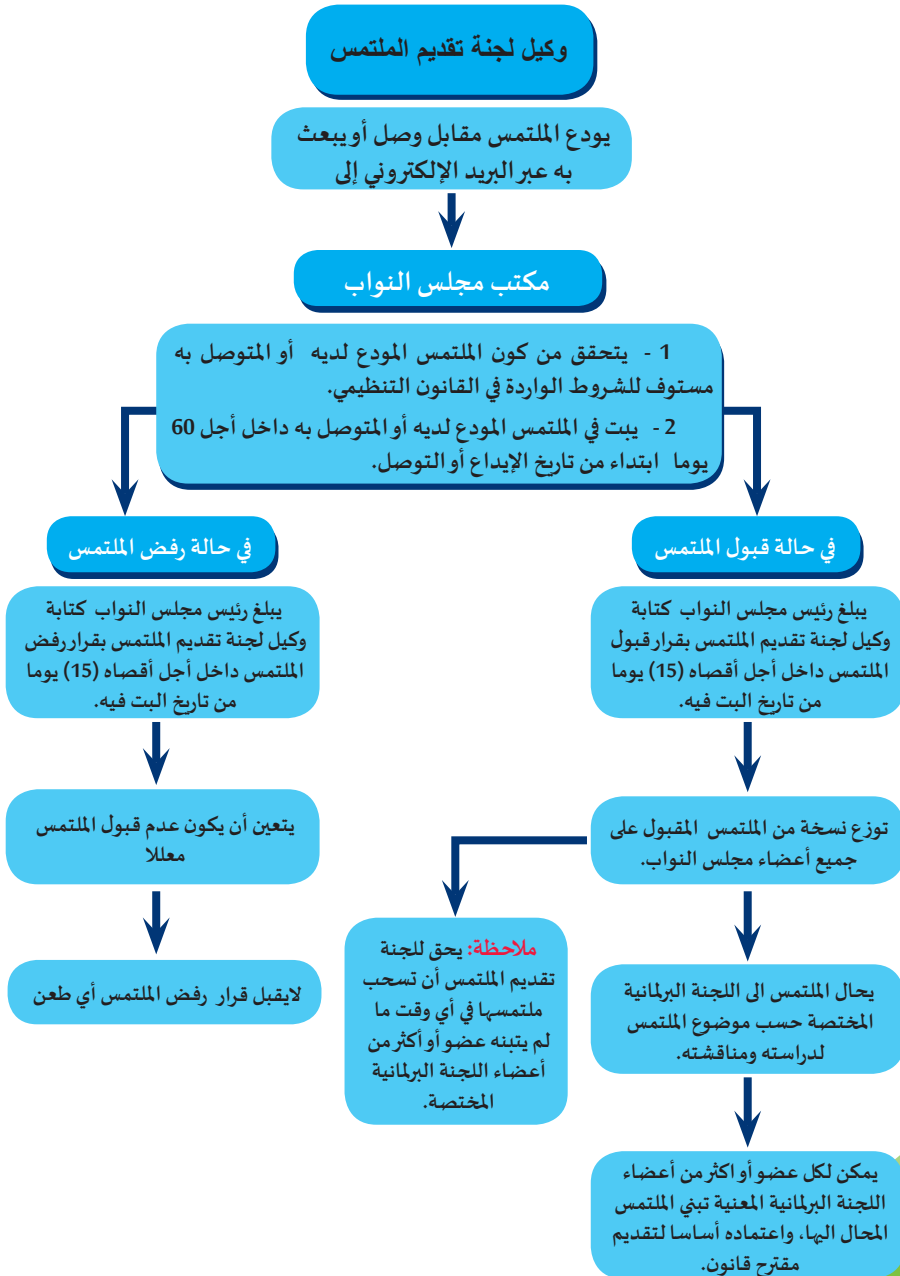 وكيل لجنة تقديم الملتمس
يودع الملتمس مقابل وصل أو يبعث
به عبر البريد الإلكتروني إلى
مكتب مجلس النواب
1 - يتحقق من كون الملتمس المودع لديه أو المتوصل به
مستوف للشروط الواردة في القانون التنظيمي.
2 - يبت في الملتمس المودع لديه أو المتوصل به داخل أجل 60
يوما ابتداء من تاريخ الإيداع أو التوصل.
في حالة قبول الملتمس
يبلغ رئيس مجلس النواب كتابة
وكيل لجنة تقديم الملتمس بقرار قبول
الملتمس داخل أجل أقصاه (15) يوما
من تاريخ البت فيه.
توزع نسخة من الملتمس المقبول على
جميع أعضاء مجلس النواب.
يحال الملتمس الى اللجنة البرلمانية
المختصة حسب موضوع الملتمس
لدراسته ومناقشته.
يمكن لكل عضو أو اكثر من أعضاء
اللجنة البرلمانية المعنية تبني الملتمس
المحال اليها، واعتماده أساسا لتقديم
مقترح قانون.
ملاحظة: يحق للجنة
تقديم الملتمس أن تسحب
ملتمسها في أي وقت ما
لم يتبنه عضو أو أكثر من
أعضاء اللجنة البرلمانية
المختصة.
في حالة رفض الملتمس
يبلغ رئيس مجلس النواب كتابة
وكيل لجنة تقديم الملتمس بقرار رفض
الملتمس داخل أجل أقصاه (15) يوما
من تاريخ البت فيه.
يتعين أن يكون عدم قبول الملتمس
معللا
لايقبل قرار رفض الملتمس أي طعن